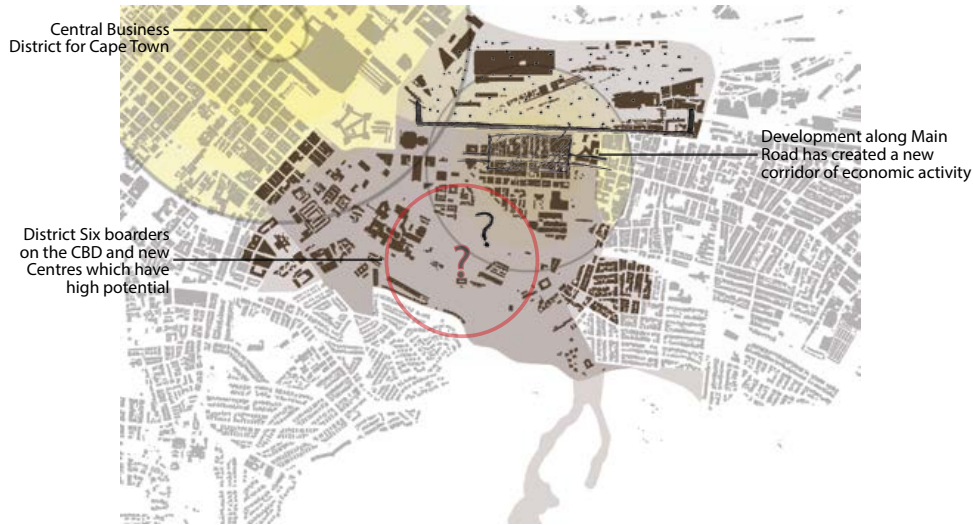 Central Business
District for Cape Town
Development along Main
Road has created a new
corridor of economic activity
District Six boarders
on the CBD and new
Centres which have
high potential
?
?